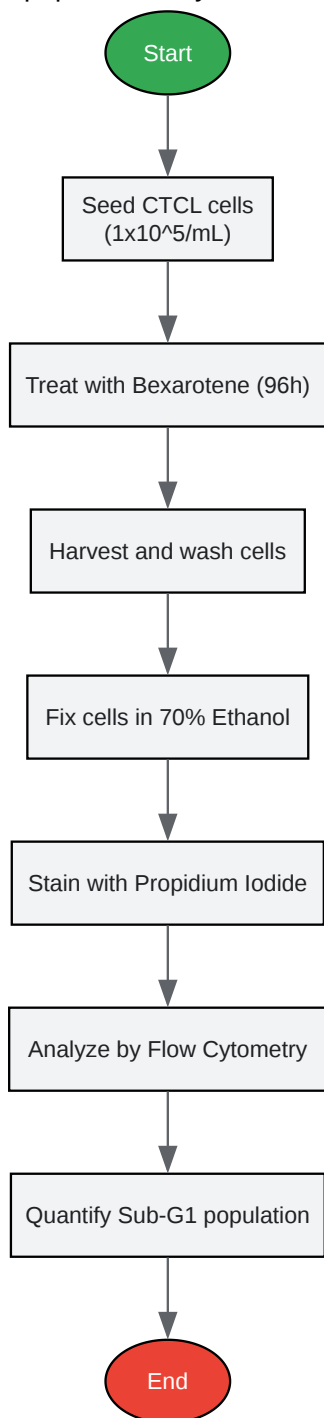 Start
Seed CTCL cells
(1x10^5/mL)
Treat with Bexarotene (96h)
Harvest and wash cells
Fix cells in 70% Ethanol
Stain with Propidium Iodide
Analyze by Flow Cytometry
Quantify Sub-G1 population
End